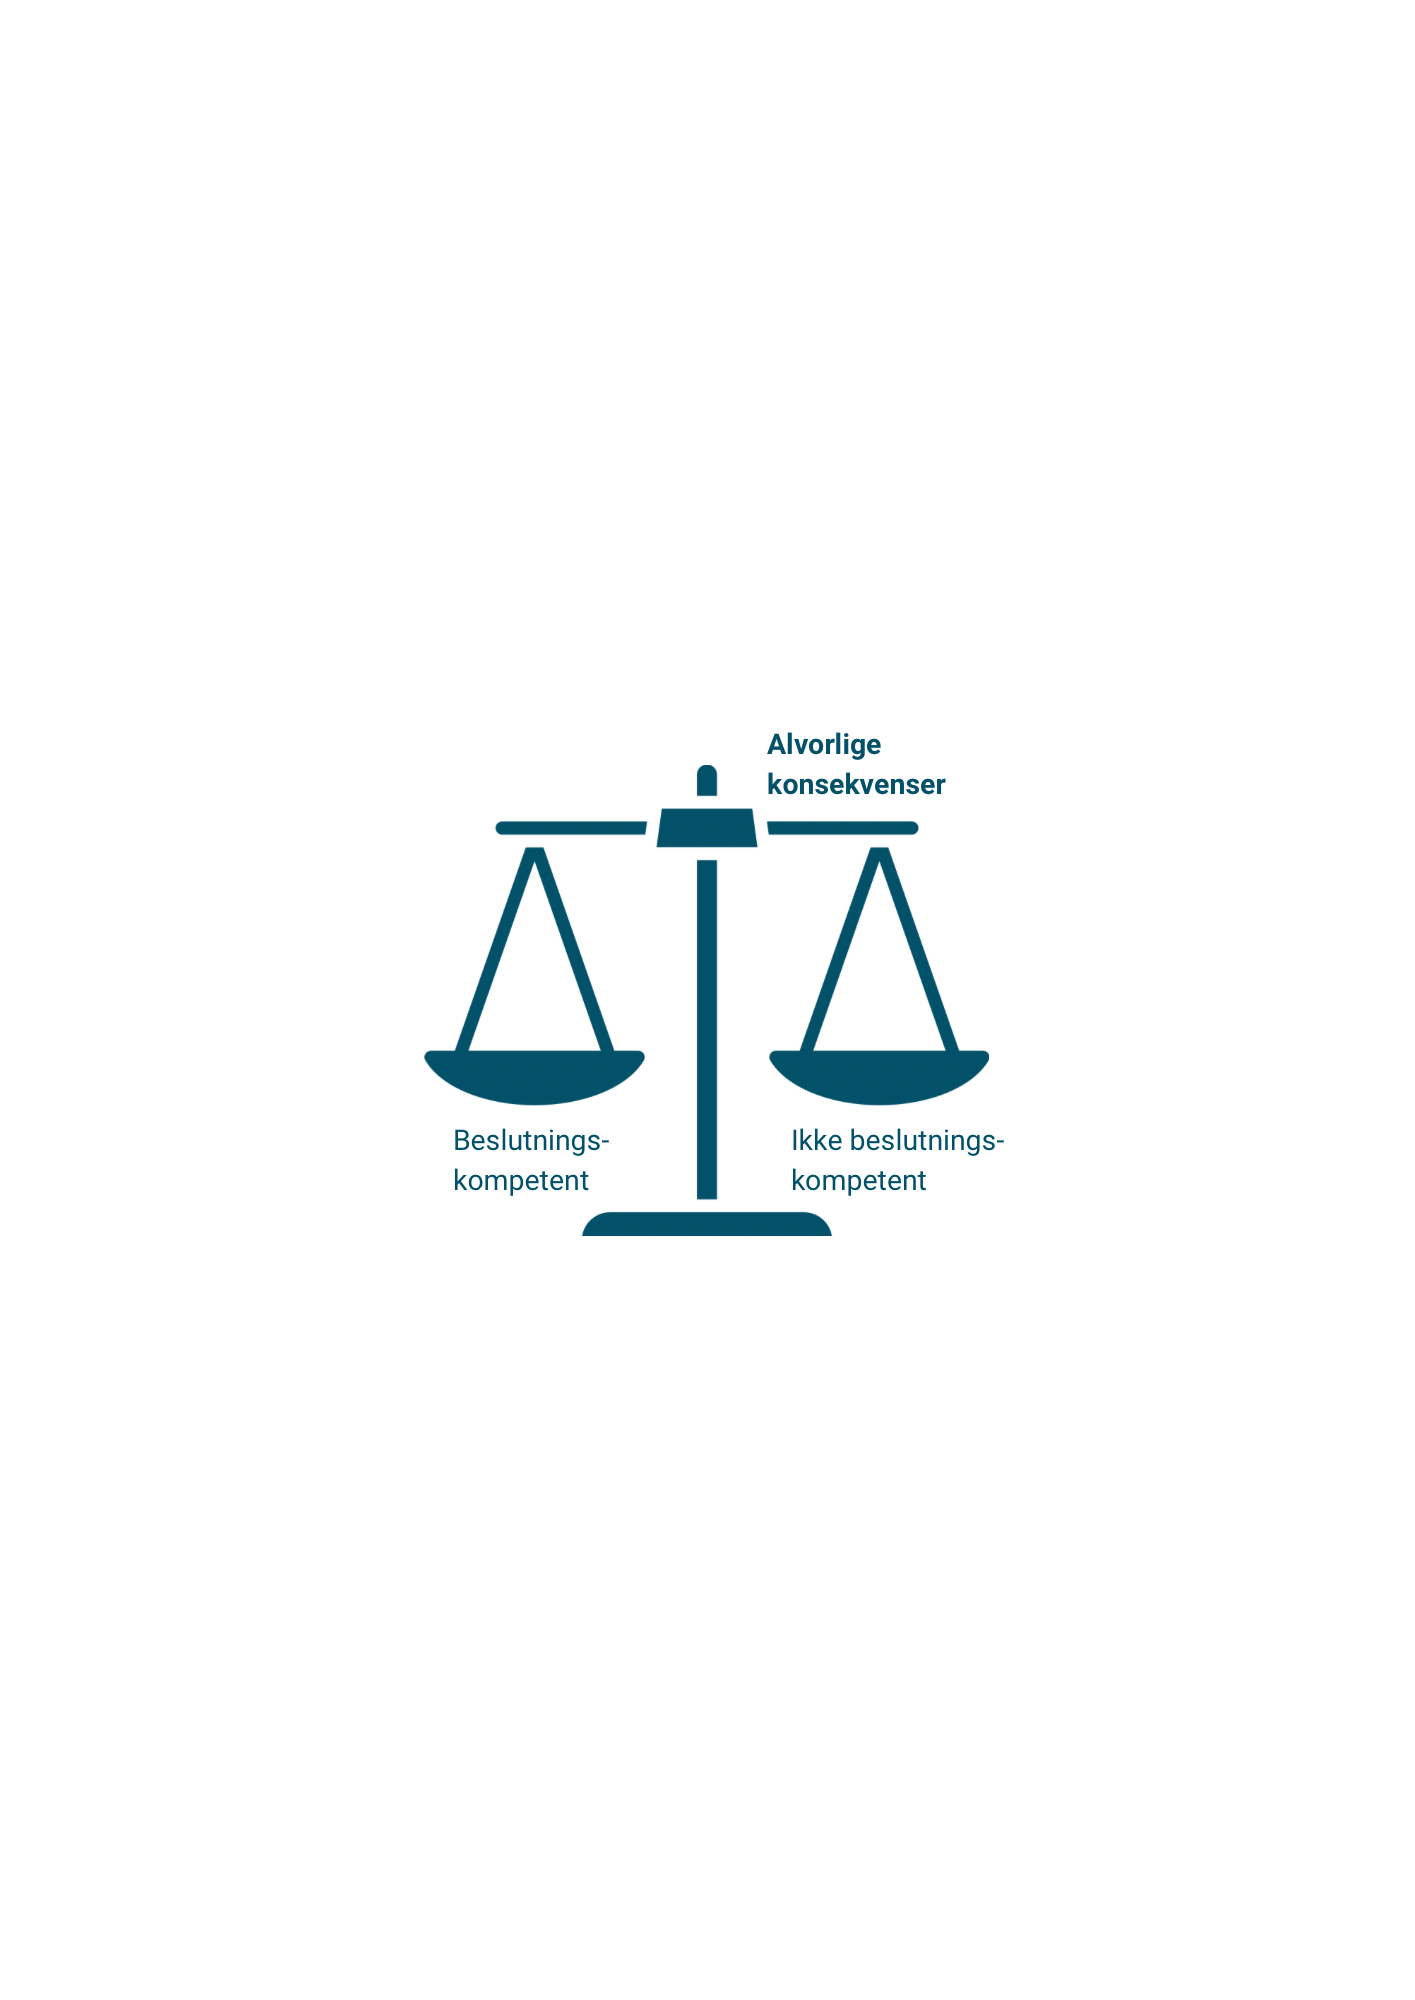 Alvorlige
konsekvenser
Beslutnings-
kompetent
Ikke beslutnings-
kompetent